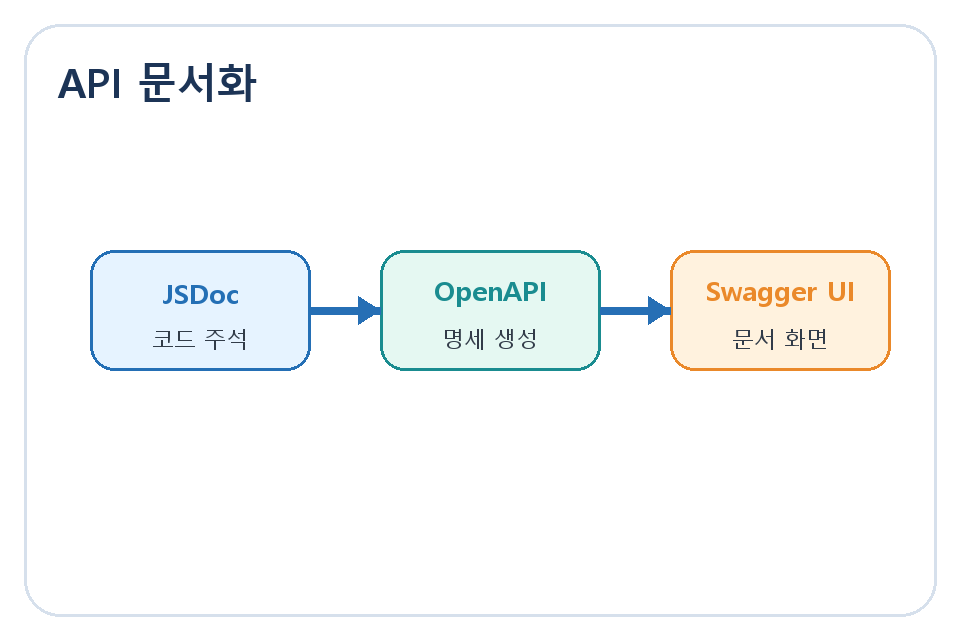 API 문서화
JSDoc
코드 주석
OpenAPI
명세 생성
Swagger UI
문서 화면